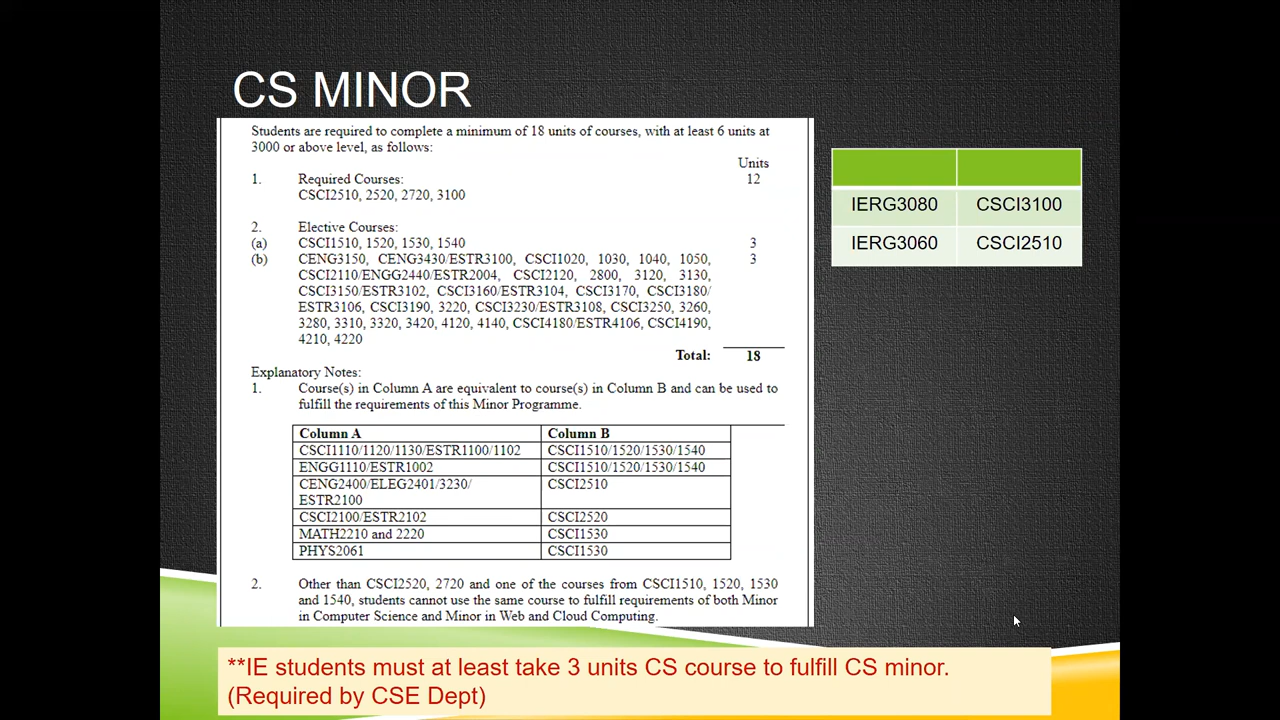 CS MINOR
Students are required to complete a minimum of 18 units of courses, with at least 6 units at
3000 or above level, as follows:
Units
1. Required Courses: 12
CSCI2510, 2520, 2720, 3100
2. Elective Courses:
(a) CSCI1510, 1520, 1530, 1540 3
(b) CENG3150, CENG3430/ESTR3100, CSCI1020, 1030, 1040, 1050, 3
CSCI2110/ENGG2440/ESTR2004, CSCI2120, 2800, 3120, 3130,
CSCI3150/ESTR3102, CSCI3160/ESTR3104, CSCI3170, CSCI3180/
ESTR3106, CSCI3190, 3220, CSCI3230/ESTR3108, CSCI3250, 3260,
3280, 3310, 3320, 3420, 4120, 4140, CSCI4180/ESTR4106, CSCI4190,
4210, 4220
Total: 18
Explanatory Notes:
1. Course(s) in Column A are equivalent to course(s) in Column B and can be used to
fulfill the requirements of this Minor Programme.
Column A Column B
CSCI1110/1120/1130/ESTR1100/1102 CSCI1510/1520/1530/1540
ENGG1110/ESTR1002 CSCI1510/1520/1530/1540
CENG2400/ELEG2401/3230/ CSCI2510
ESTR2100
CSCI2100/ESTR2102 CSCI2520
MATH2210 and 2220 CSCI1530
PHYS2061 CSCI1530
2. Other than CSCI2520, 2720 and one of the courses from CSCI1510, 1520, 1530
and 1540, students cannot use the same course to fulfill requirements of both Minor
in Computer Science and Minor in Web and Cloud Computing.
IERG3080 CSCI3100
IERG3060 CSCI2510
**IE students must at least take 3 units CS course to fulfill CS minor.
(Required by CSE Dept)